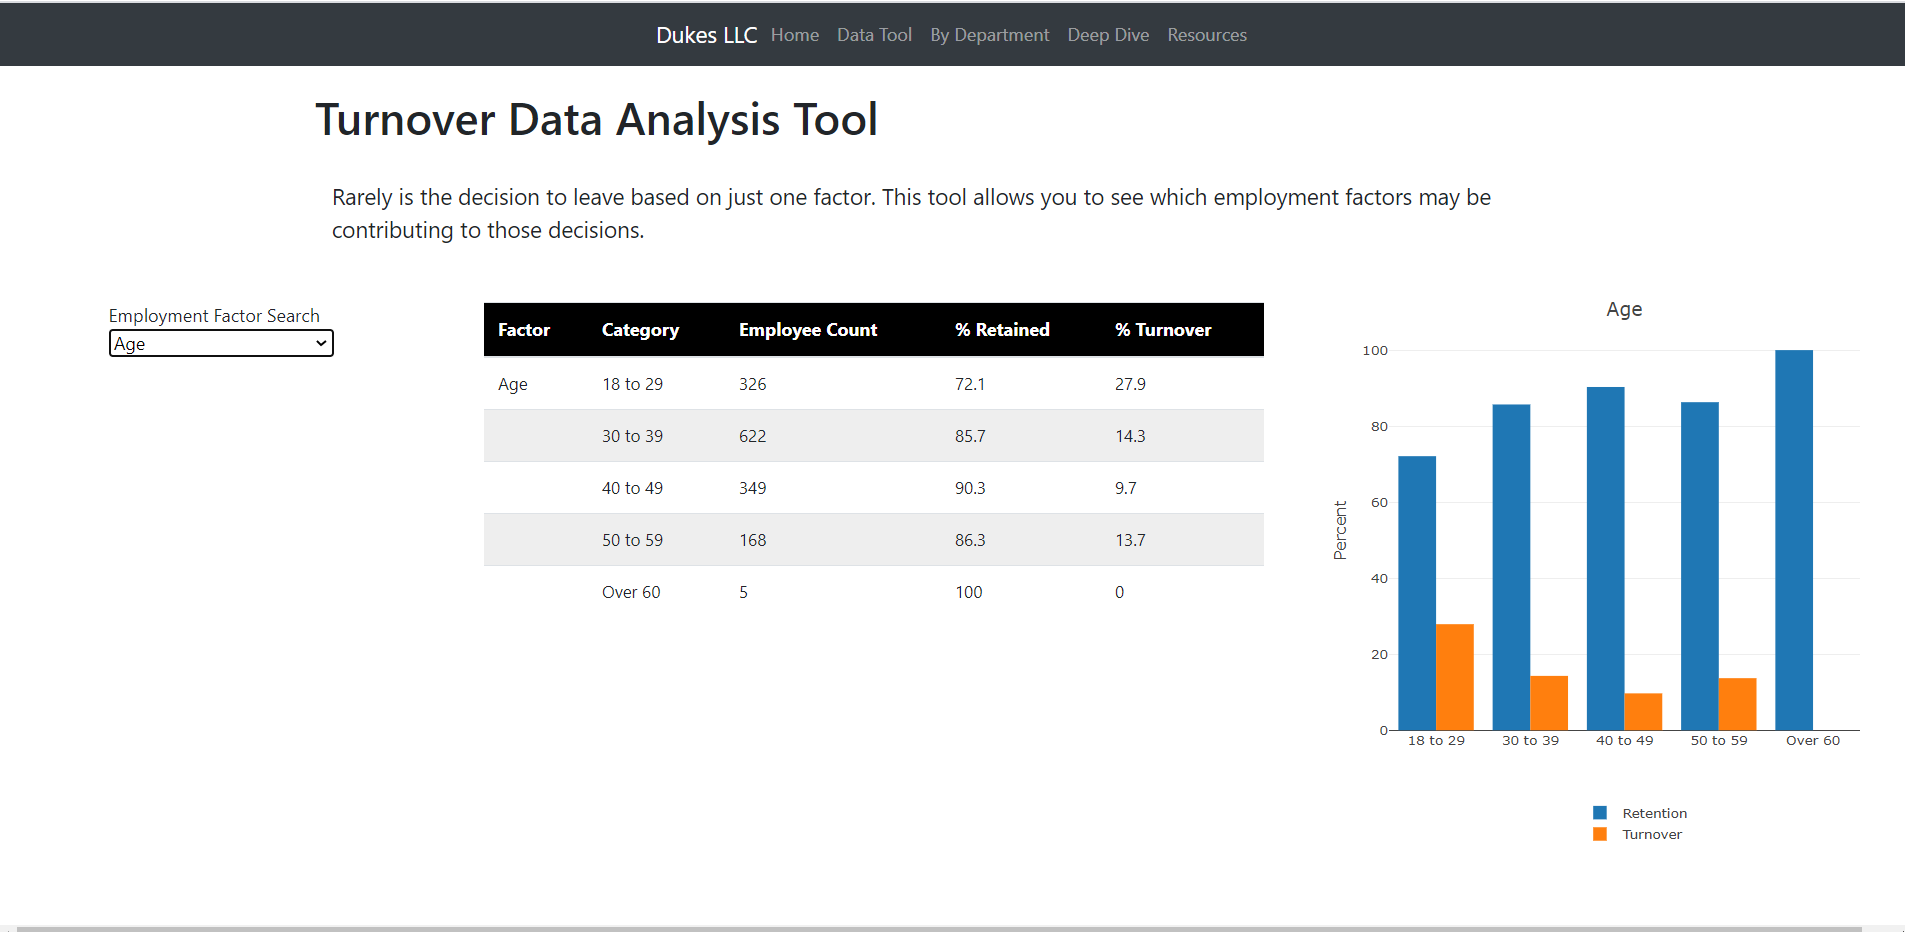 Dukes LLC Home Data Tool By Department Deep Dive Resources
Turnover Data Analysis Tool
Rarely is the decision to leave based on just one factor. This tool allows you to see which employment factors may be
contributing to those decisions.
Employment Factor Search
Age
Factor Category Employee Count % Retained % Turnover
Age 18 to 29 326 72.1 27.9
30 to 39 622 85.7 14.3
40 to 49 349 90.3 9.7
50 to 59 168 86.3 13.7
Over 60 5 100 0
Age
100
80
60
40
20
0
Percent
18 to 29 30 to 39 40 to 49 50 to 59 Over 60
Retention
Turnover